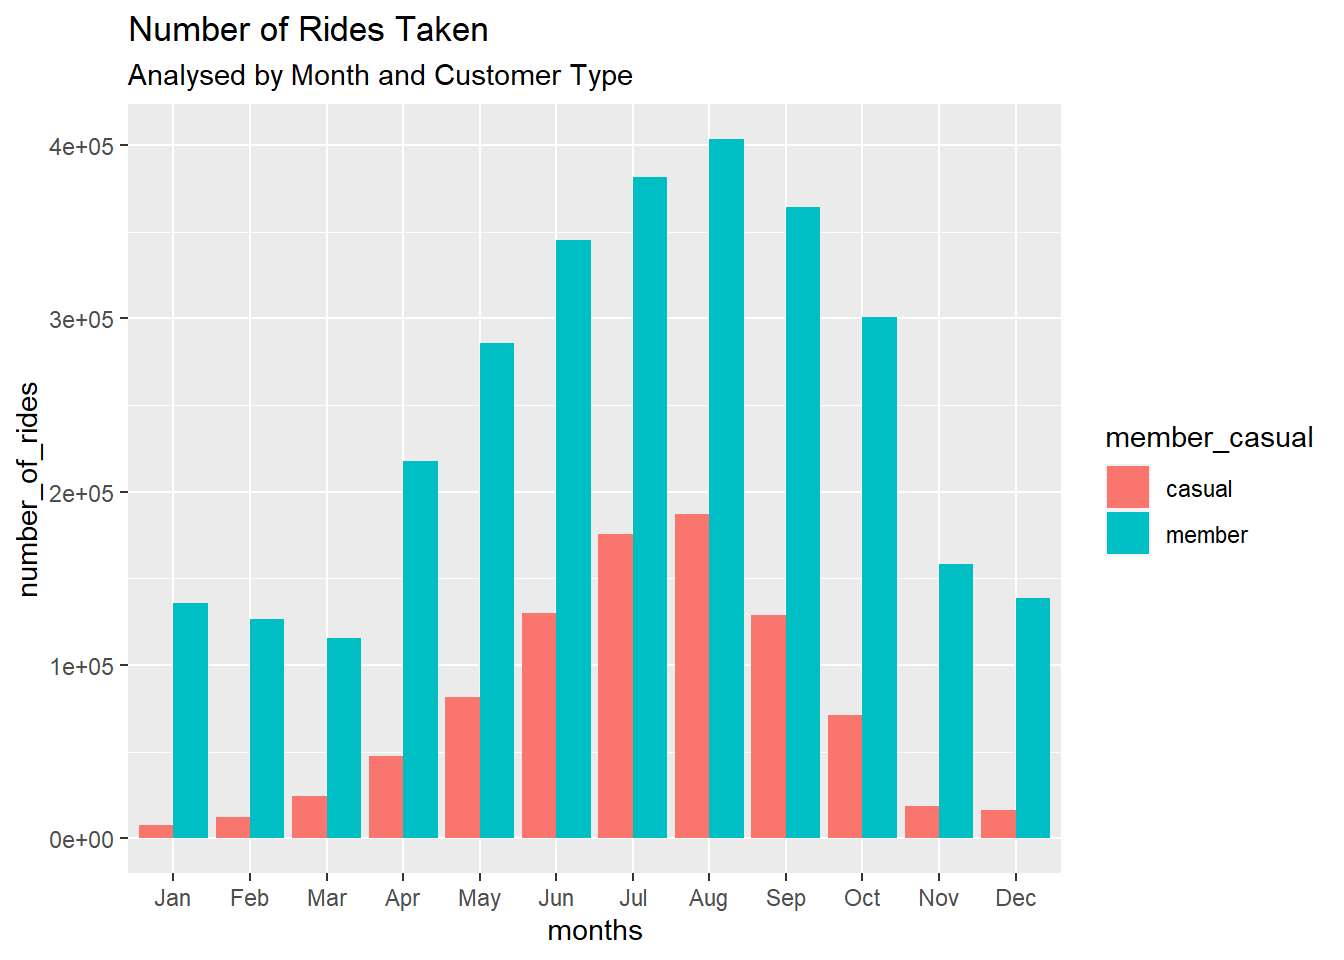 Number of Rides Taken
Analysed by Month and Customer Type
number_of_rides
4e+05
3e+05
2e+05
1e+05
0e+00
Jan Feb Mar Apr May Jun Jul Aug Sep Oct Nov Dec
months
member_casual
casual
member